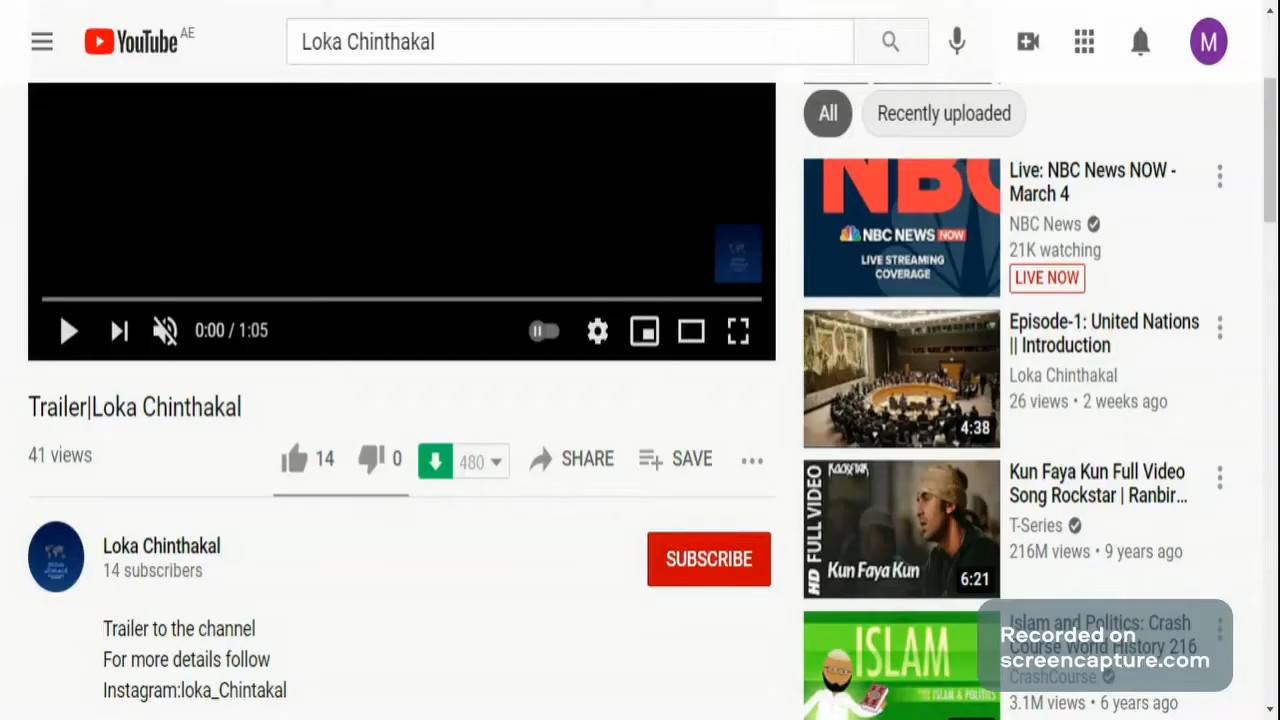 YouTube AE
Loka Chinthakal
M
All
Recently uploaded
NBC
NBC NEWS NOW
LIVE STREAMING
COVERAGE
Live: NBC News NOW -
March 4
NBC News
21K watching
LIVE NOW
0:00 / 1:05
4:38
Episode-1: United Nations
|| Introduction
Loka Chinthakal
26 views • 2 weeks ago
Trailer|Loka Chinthakal
41 views
14
0
480
SHARE
SAVE
HD FULL VIDEO
ROCKSTAR
Kun Faya Kun
6:21
Kun Faya Kun Full Video
Song Rockstar | Ranbir...
T-Series
216M views • 9 years ago
Loka Chinthakal
14 subscribers
SUBSCRIBE
Trailer to the channel
For more details follow
Instagram:loka_Chintakal
ISLAM
ISLAM & POLITICS
Islam and Politics: Crash
Course World History 216
CrashCourse
3.1M views • 6 years ago
Recorded on
screencapture.com